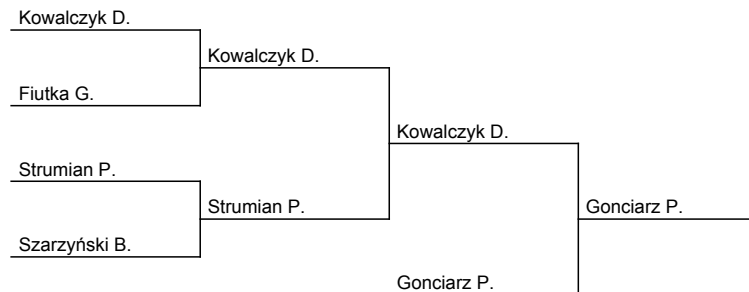 Kowalczyk D.
Kowalczyk D.
Fiutka G.
Kowalczyk D.
Strumian P.
Strumian P.
Gonciarz P.
Szarzyński B.
Gonciarz P.